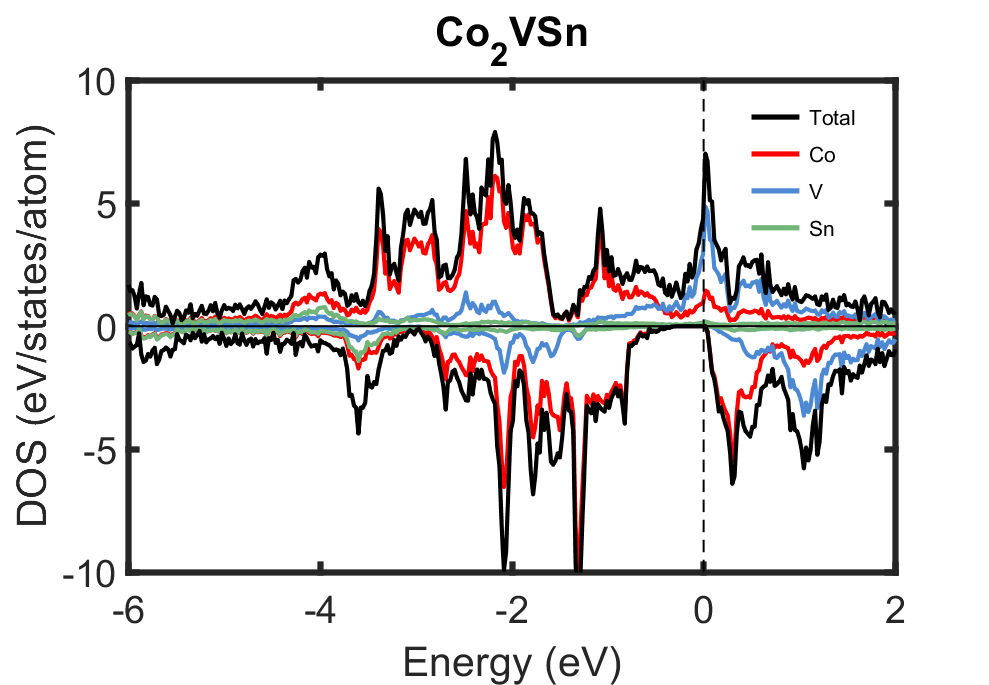 Co₂VSn
DOS (eV/states/atom)
10
5
0
-5
-10
Total
Co
V
Sn
-6
-4
-2
0
2
Energy (eV)